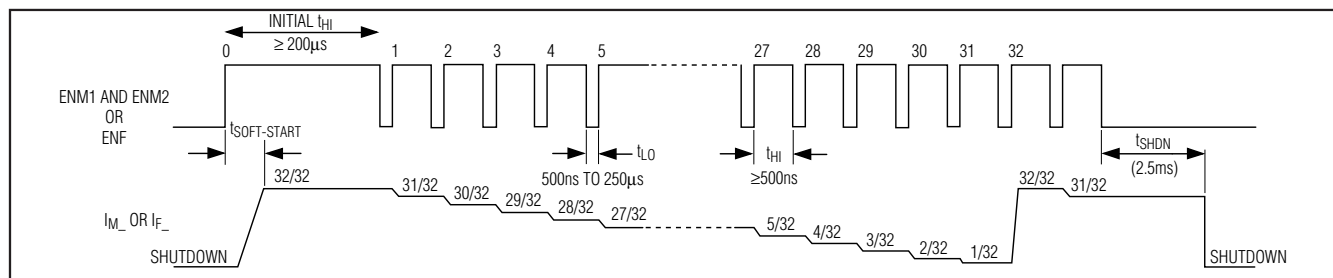 INITIAL tHI
≥ 200µs
0 1 2 3 4 5 27 28 29 30 31 32
ENM1 AND ENM2
OR
ENF
tSOFT-START
tLO
500ns TO 250µs
tHI
≥500ns
tSHDN
(2.5ms)
32/32 31/32 30/32 29/32 28/32 27/32 5/32 4/32 3/32 2/32 1/32 32/32 31/32
IM_ OR IF_
SHUTDOWN
SHUTDOWN